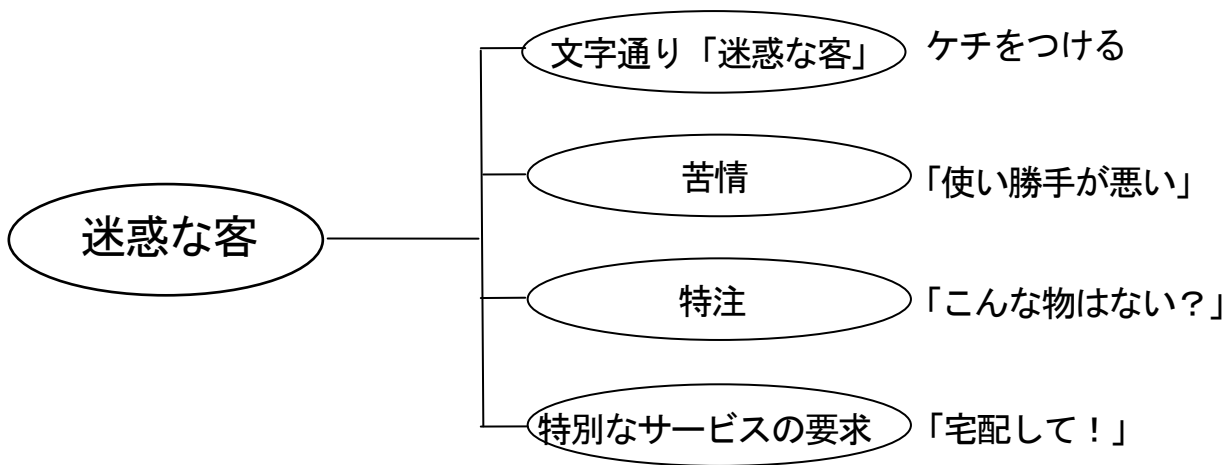 文字通り「迷惑な客」 ケチをつける
苦情 「使い勝手が悪い」
迷惑な客
特注 「こんな物はない？」
特別なサービスの要求 「宅配して！」